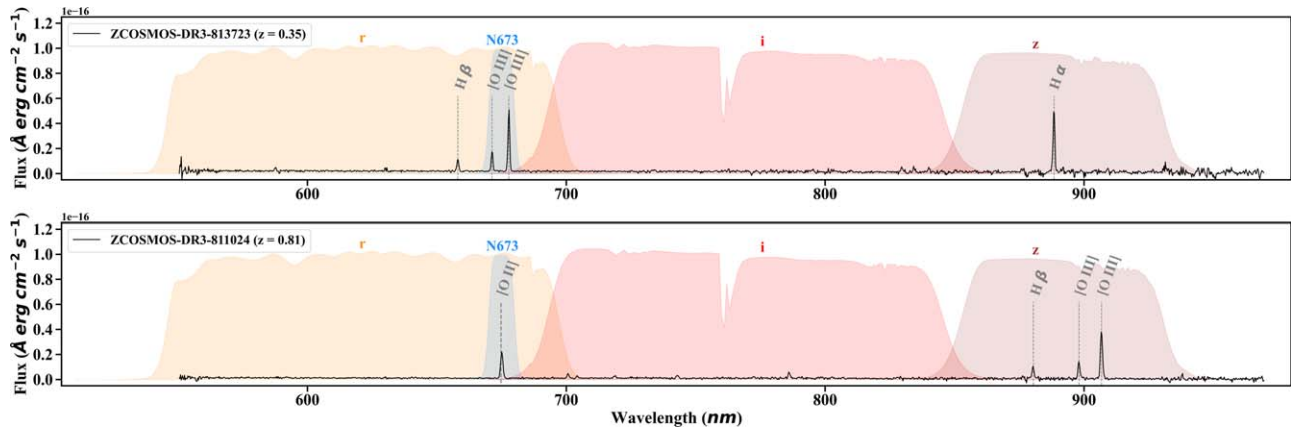 1e−16
ZCOSMOS-DR3-813723 (z = 0.35)
r
N673
i
z
H β
[O III]
[O III]
H α
Flux (Å erg cm⁻² s⁻¹)
1.2
1.0
0.8
0.6
0.4
0.2
0.0
600
700
800
900
1e−16
ZCOSMOS-DR3-811024 (z = 0.81)
r
N673
i
z
[O II]
H β
[O III]
[O III]
Flux (Å erg cm⁻² s⁻¹)
1.2
1.0
0.8
0.6
0.4
0.2
0.0
600
700
800
900
Wavelength (nm)